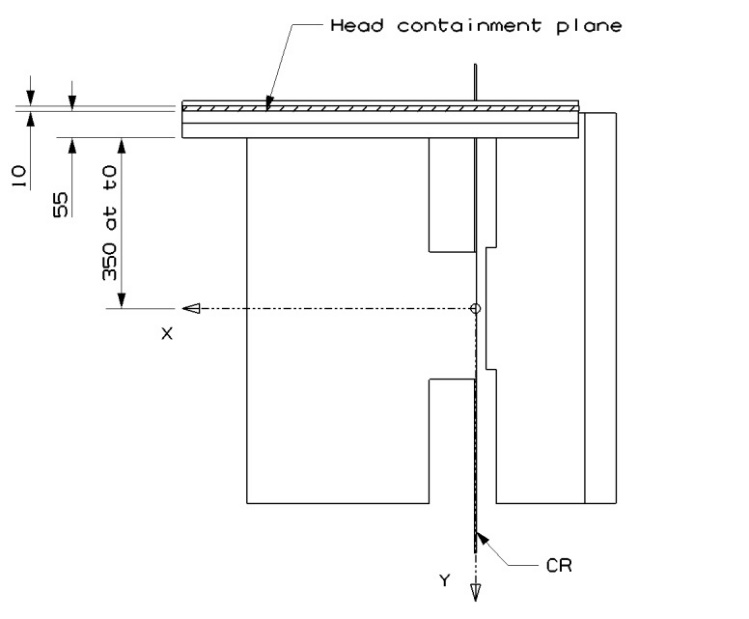 Head containment plane
10
55
350 at t0
X
CR
Y